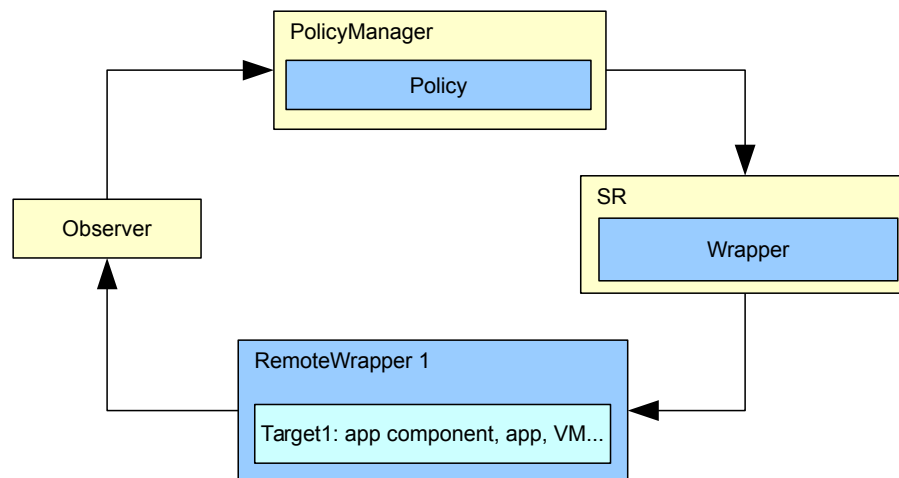 PolicyManager
Policy
SR
Wrapper
Observer
RemoteWrapper 1
Target1: app component, app, VM...